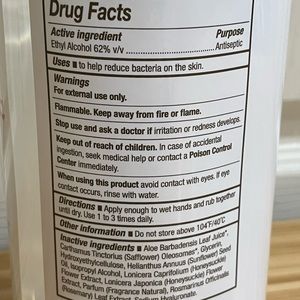 Drug Facts
Active ingredient Purpose
Ethyl Alcohol 62% v/v Antiseptic
Uses ■ to help reduce bacteria on the skin.
Warnings
For external use only.
Flammable. Keep away from fire or flame.
Stop use and ask a doctor if irritation or redness develops.
Keep out of reach of children. In case of accidental
ingestion, seek medical help or contact a Poison Control
Center immediately.
When using this product avoid contact with eyes. If eye
contact occurs, rinse with water.
Directions ■ Apply enough to wet hands and rub together
until dry. Use 1 to 3 times daily.
Other information ■ Do not store above 104°F/40°C
Inactive ingredients ■ Aloe Barbadensis Leaf Juice*,
Carthamus Tinctorius (Safflower) Oleosomes*, Glycerin,
Hydroxyethylcellulose, Helianthus Annuus (Sunflower) Seed
Oil, Isopropyl Alcohol, Lonicera Caprifolium (Honeysuckle)
Flower Extract, Lonicera Japonica (Honeysuckle) Flower
Extract, Parfum (Fragrance Natural), Rosmarinus Officinalis
(Rosemary) Leaf Extract, Sodium Hyaluronate.